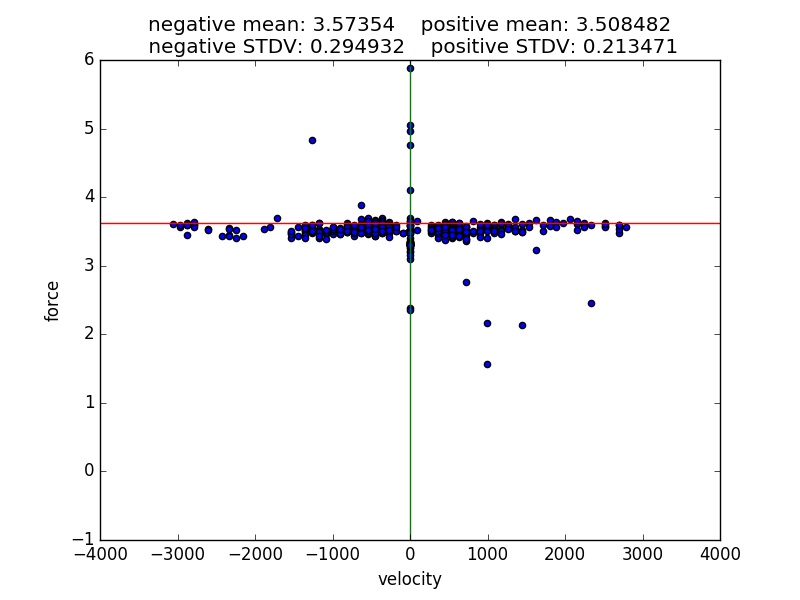 negative mean: 3.57354 positive mean: 3.508482
negative STDV: 0.294932 positive STDV: 0.213471
6
5
4
3
2
1
0
−1
force
−4000 −3000 −2000 −1000 0 1000 2000 3000 4000
velocity